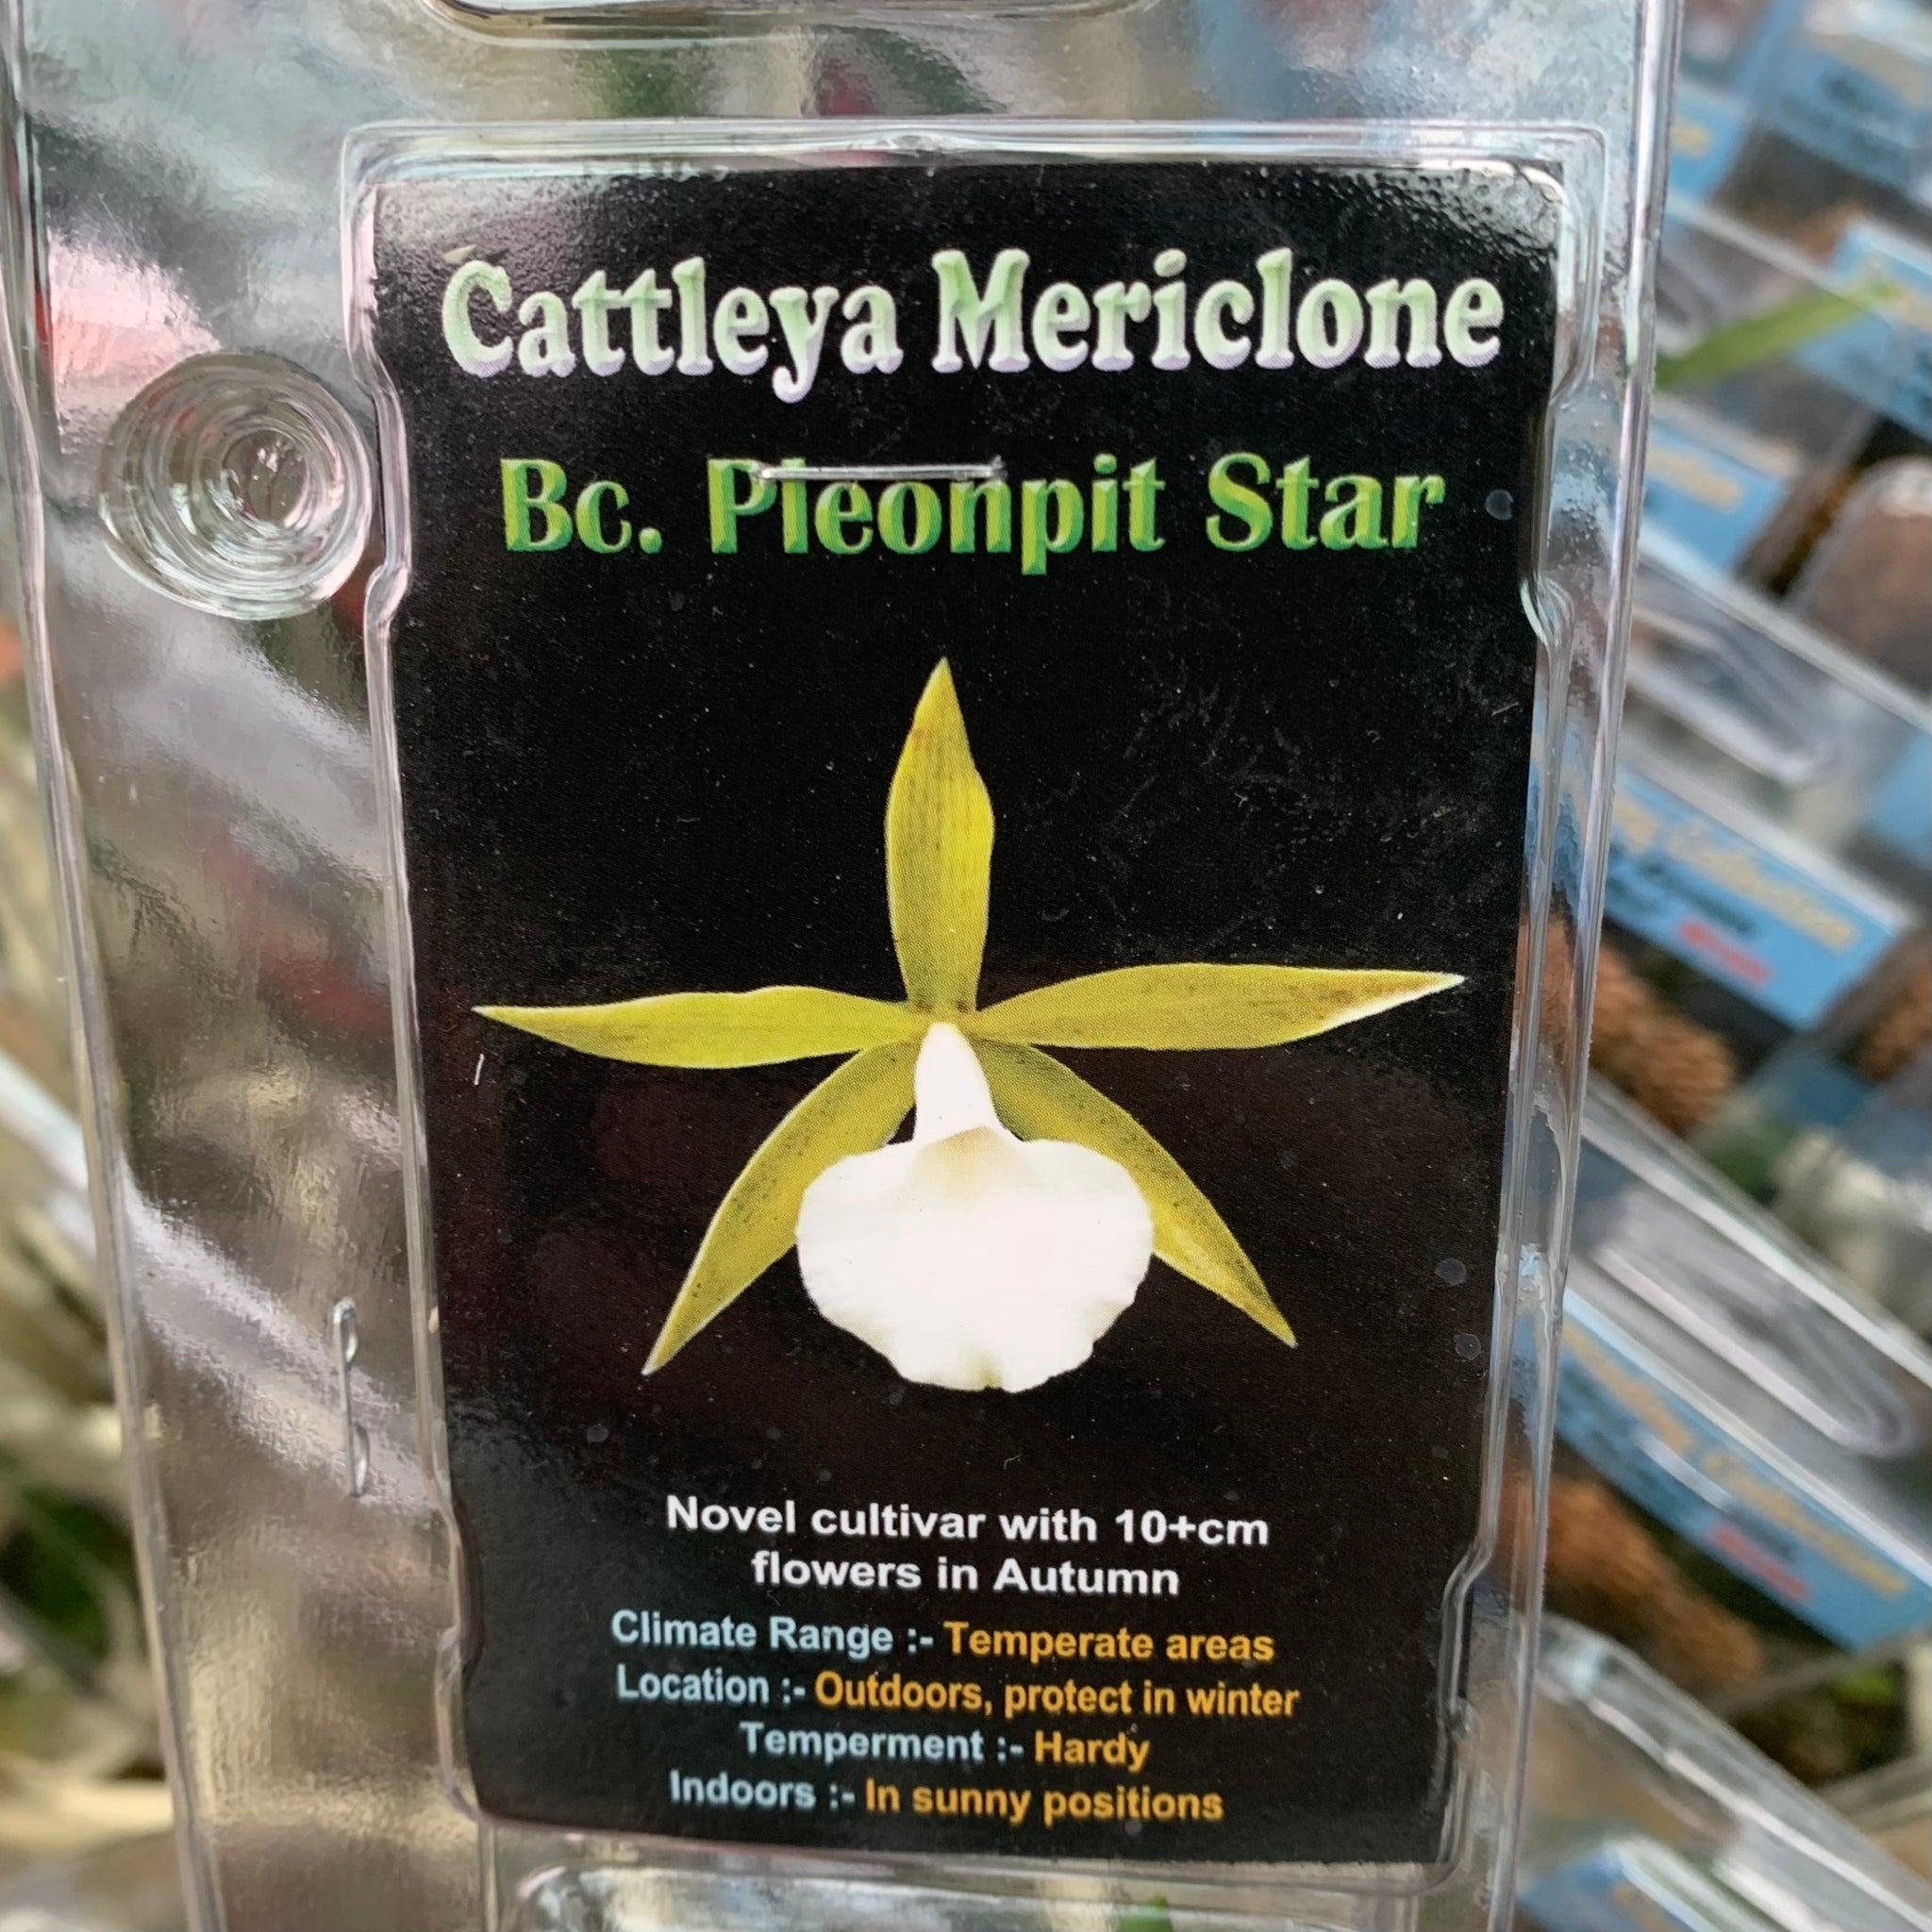 Cattleya Mericlone
Bc. Pleonpit Star
Novel cultivar with 10+cm
flowers in Autumn
Climate Range :- Temperate areas
Location :- Outdoors, protect in winter
Temperment :- Hardy
Indoors :- In sunny positions